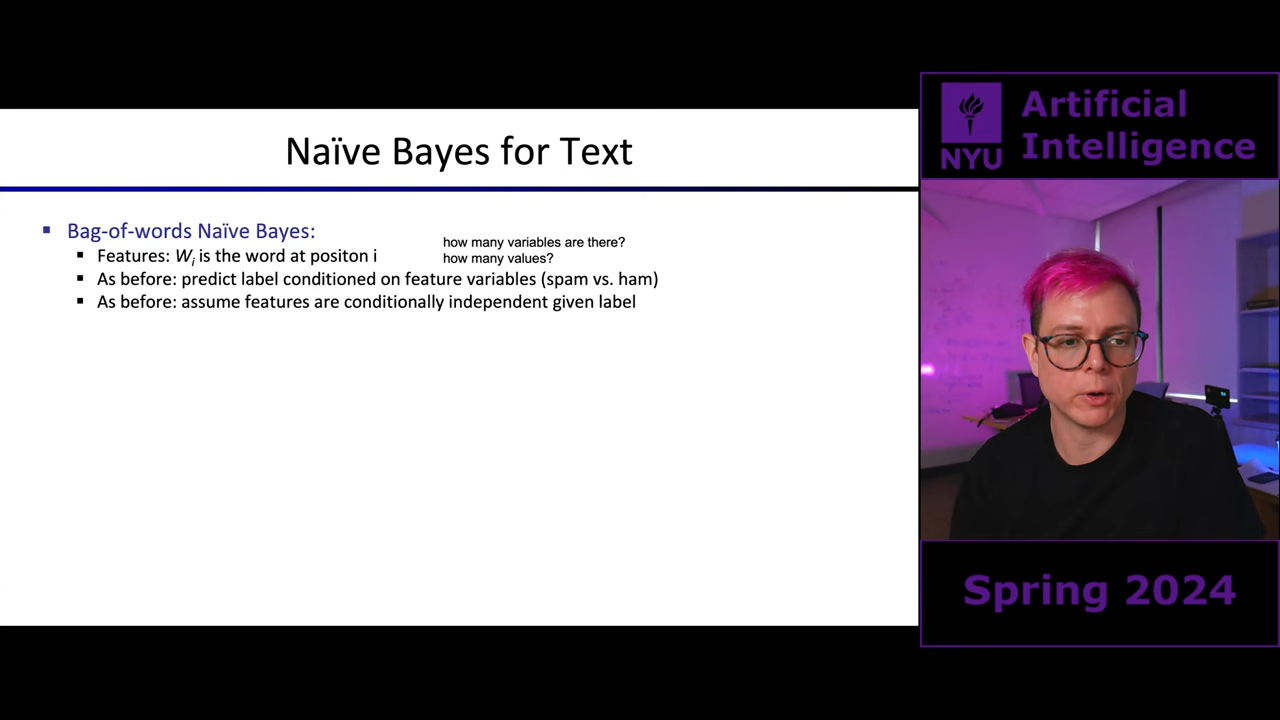 Naïve Bayes for Text
Bag-of-words Naïve Bayes:
Features: Wi is the word at positon i
how many variables are there?
how many values?
As before: predict label conditioned on feature variables (spam vs. ham)
As before: assume features are conditionally independent given label
NYU
Artificial
Intelligence
Spring 2024